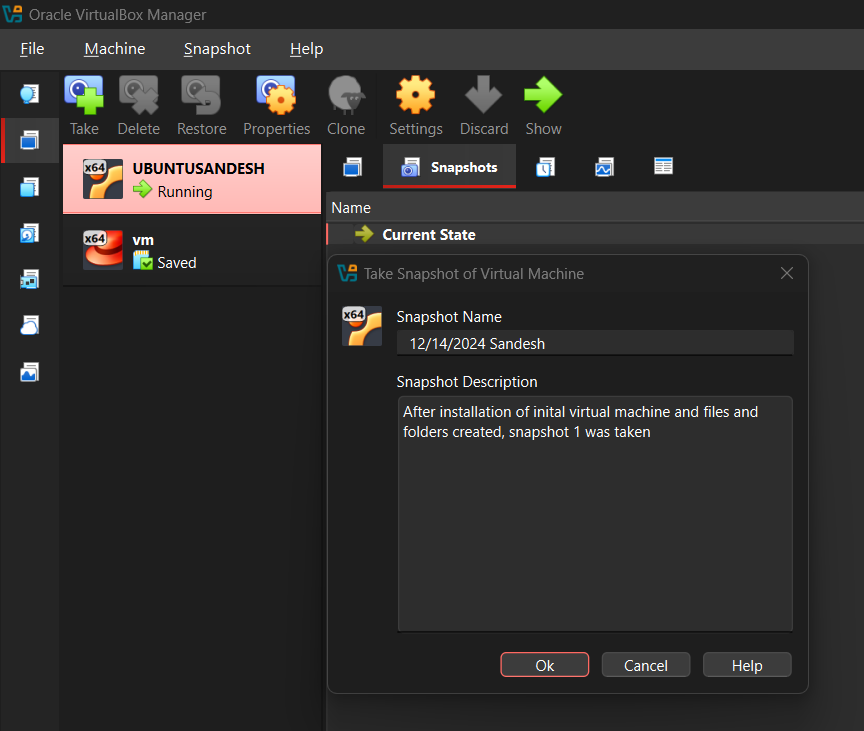 Oracle VirtualBox Manager
File Machine Snapshot Help
Take Delete Restore Properties Clone Settings Discard Show
x64 UBUNTUSANDESH
Running
x64 vm
Saved
Snapshots
Name
Current State
Take Snapshot of Virtual Machine
x64
Snapshot Name
12/14/2024 Sandesh
Snapshot Description
After installation of inital virtual machine and files and
folders created, snapshot 1 was taken
Ok Cancel Help